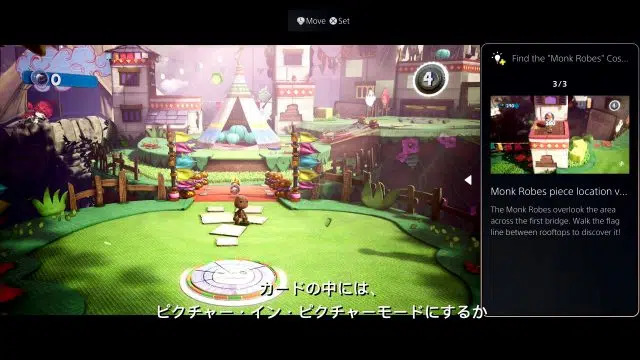 Move Set
0
4
Find the "Monk Robes" Cos...
3/3
Monk Robes piece location v...
The Monk Robes overlook the area
across the first bridge. Walk the flag
line between rooftops to discover it!
カードの中には、
ピクチャー・イン・ピクチャーモードにするか